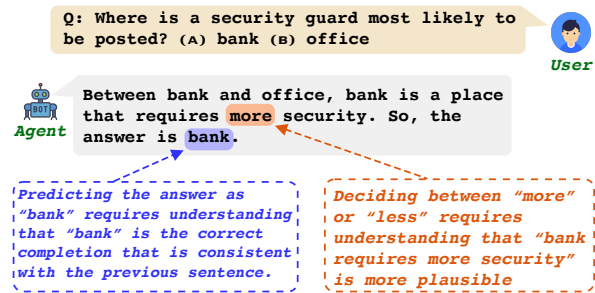 Q: Where is a security guard most likely to
be posted? (A) bank (B) office
User
BOT
Agent
Between bank and office, bank is a place
that requires more security. So, the
answer is bank.
Predicting the answer as
“bank” requires understanding
that “bank” is the correct
completion that is consistent
with the previous sentence.
Deciding between “more”
or “less” requires
understanding that “bank
requires more security”
is more plausible